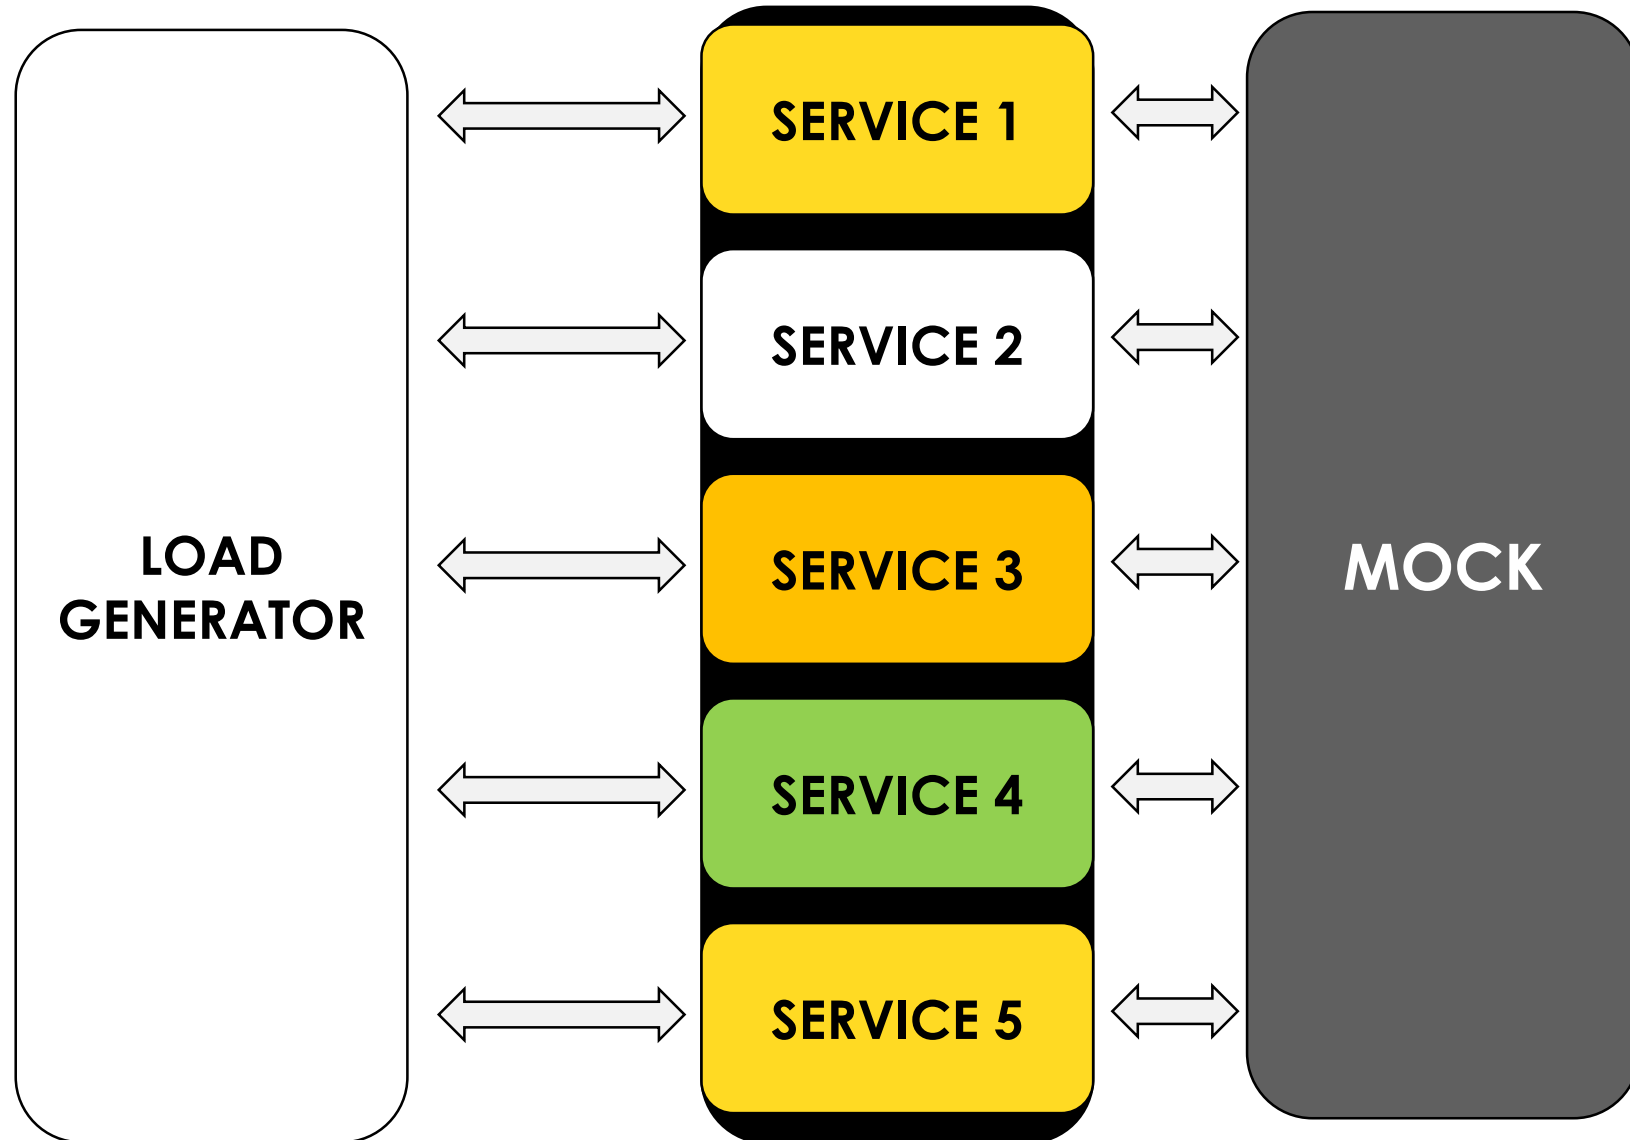 LOAD
GENERATOR
SERVICE 1
SERVICE 2
SERVICE 3
SERVICE 4
SERVICE 5
MOCK